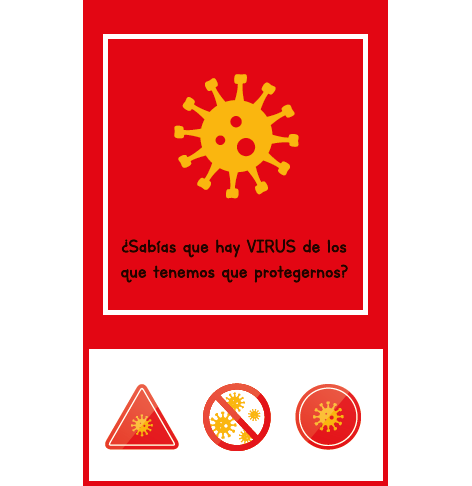 ¿Sabías que hay VIRUS de los
que tenemos que protegernos?